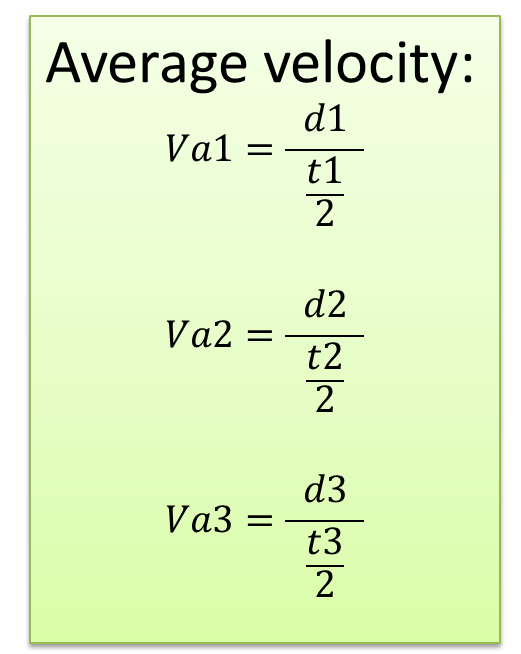 Average velocity:
Va1 = d1
t1
2
Va2 = d2
t2
2
Va3 = d3
t3
2